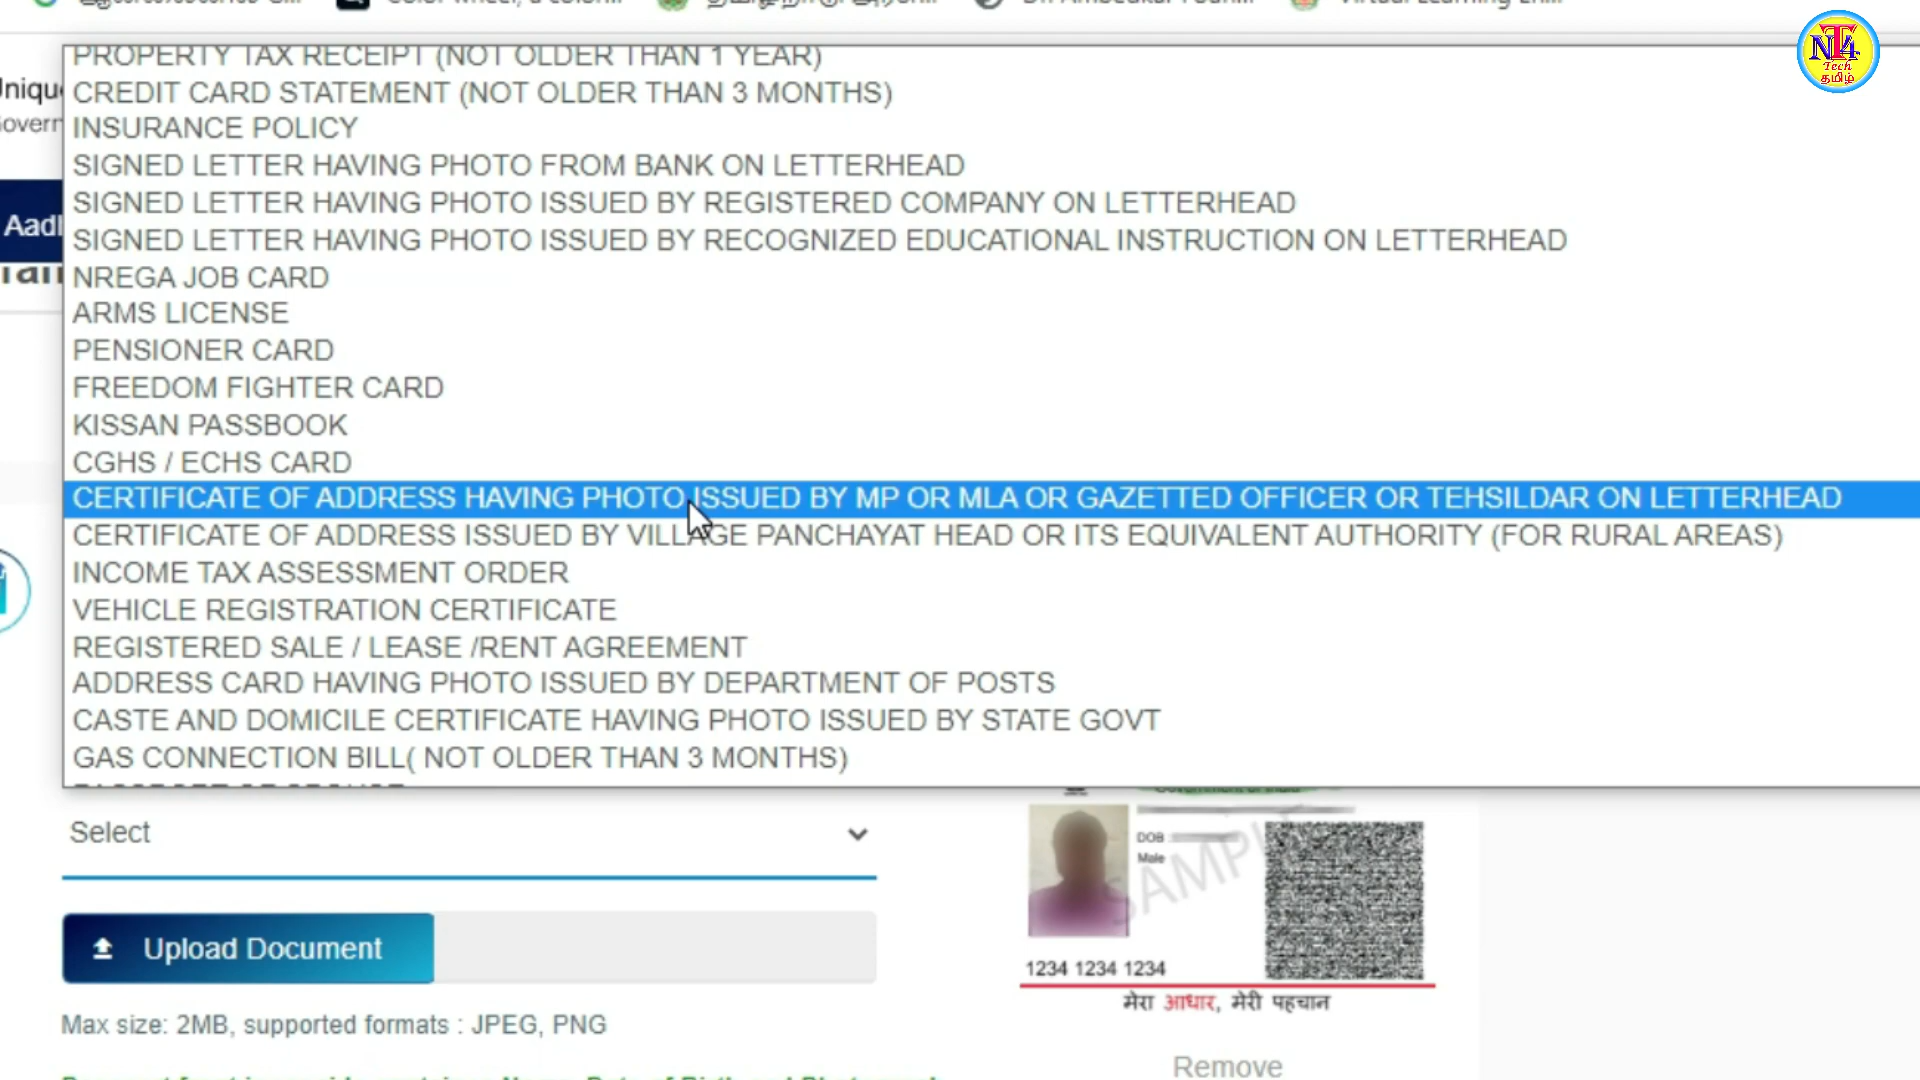 PROPERTY TAX RECEIPT (NOT OLDER THAN 1 YEAR)
CREDIT CARD STATEMENT (NOT OLDER THAN 3 MONTHS)
INSURANCE POLICY
SIGNED LETTER HAVING PHOTO FROM BANK ON LETTERHEAD
SIGNED LETTER HAVING PHOTO ISSUED BY REGISTERED COMPANY ON LETTERHEAD
SIGNED LETTER HAVING PHOTO ISSUED BY RECOGNIZED EDUCATIONAL INSTRUCTION ON LETTERHEAD
NREGA JOB CARD
ARMS LICENSE
PENSIONER CARD
FREEDOM FIGHTER CARD
KISSAN PASSBOOK
CGHS / ECHS CARD
CERTIFICATE OF ADDRESS HAVING PHOTO ISSUED BY MP OR MLA OR GAZETTED OFFICER OR TEHSILDAR ON LETTERHEAD
CERTIFICATE OF ADDRESS ISSUED BY VILLAGE PANCHAYAT HEAD OR ITS EQUIVALENT AUTHORITY (FOR RURAL AREAS)
INCOME TAX ASSESSMENT ORDER
VEHICLE REGISTRATION CERTIFICATE
REGISTERED SALE / LEASE /RENT AGREEMENT
ADDRESS CARD HAVING PHOTO ISSUED BY DEPARTMENT OF POSTS
CASTE AND DOMICILE CERTIFICATE HAVING PHOTO ISSUED BY STATE GOVT
GAS CONNECTION BILL( NOT OLDER THAN 3 MONTHS)
NT4
Tech
தமிழ்
Aadl
Select
Upload Document
Max size: 2MB, supported formats : JPEG, PNG
DOB
Male
SAMPL
1234 1234 1234
मेरा आधार, मेरी पहचान
Remove